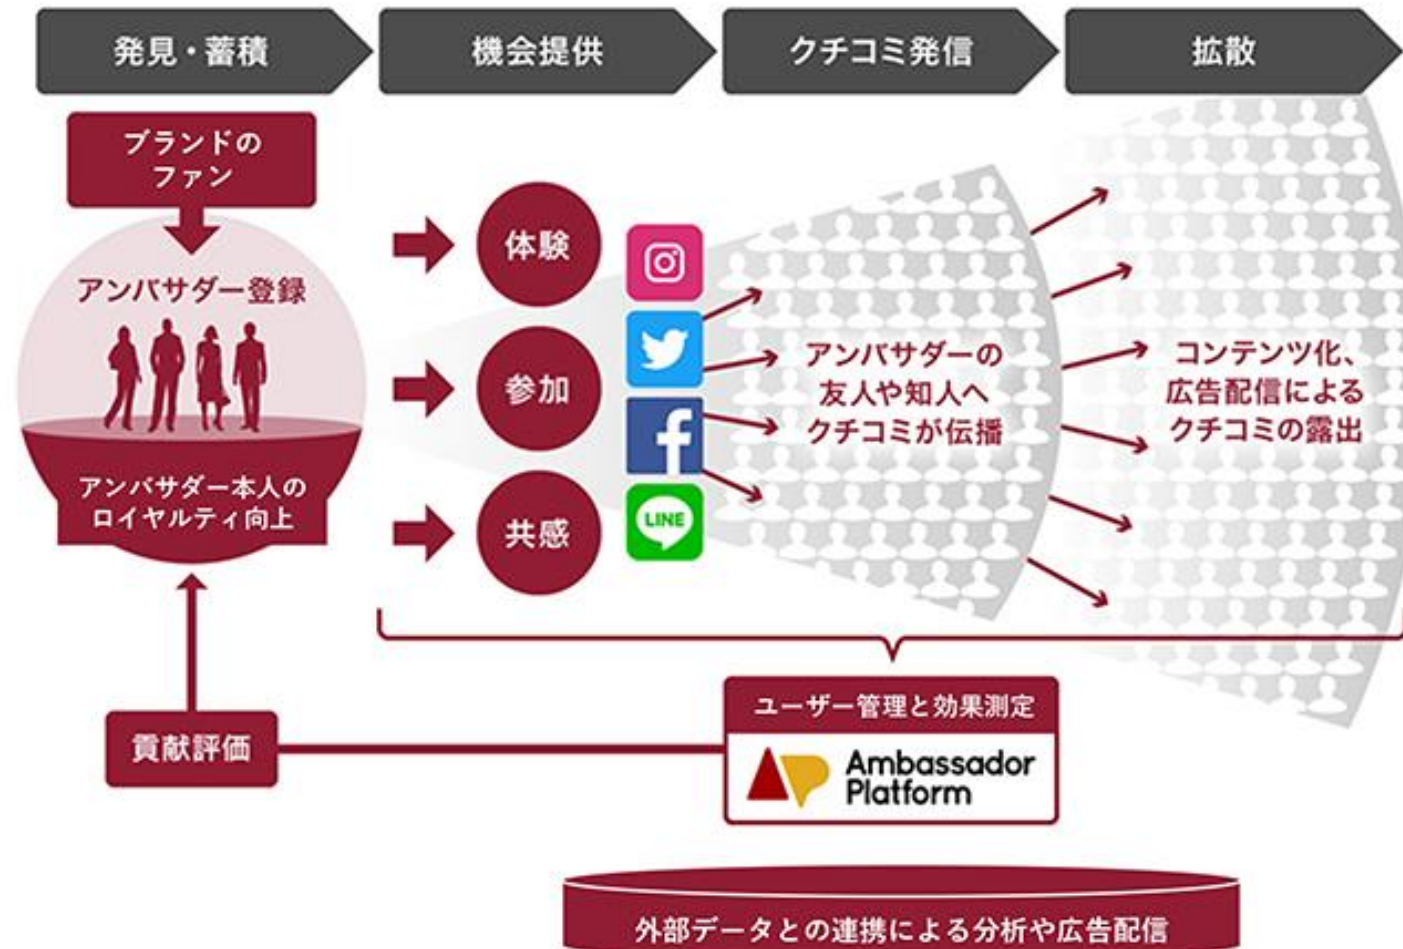 発見・蓄積
機会提供
クチコミ発信
拡散
ブランドの
ファン
アンバサダー登録
アンバサダー本人の
ロイヤルティ向上
体験
参加
共感
LINE
アンバサダーの
友人や知人へ
クチコミが伝播
コンテンツ化、
広告配信による
クチコミの露出
貢献評価
ユーザー管理と効果測定
Ambassador
Platform
外部データとの連携による分析や広告配信